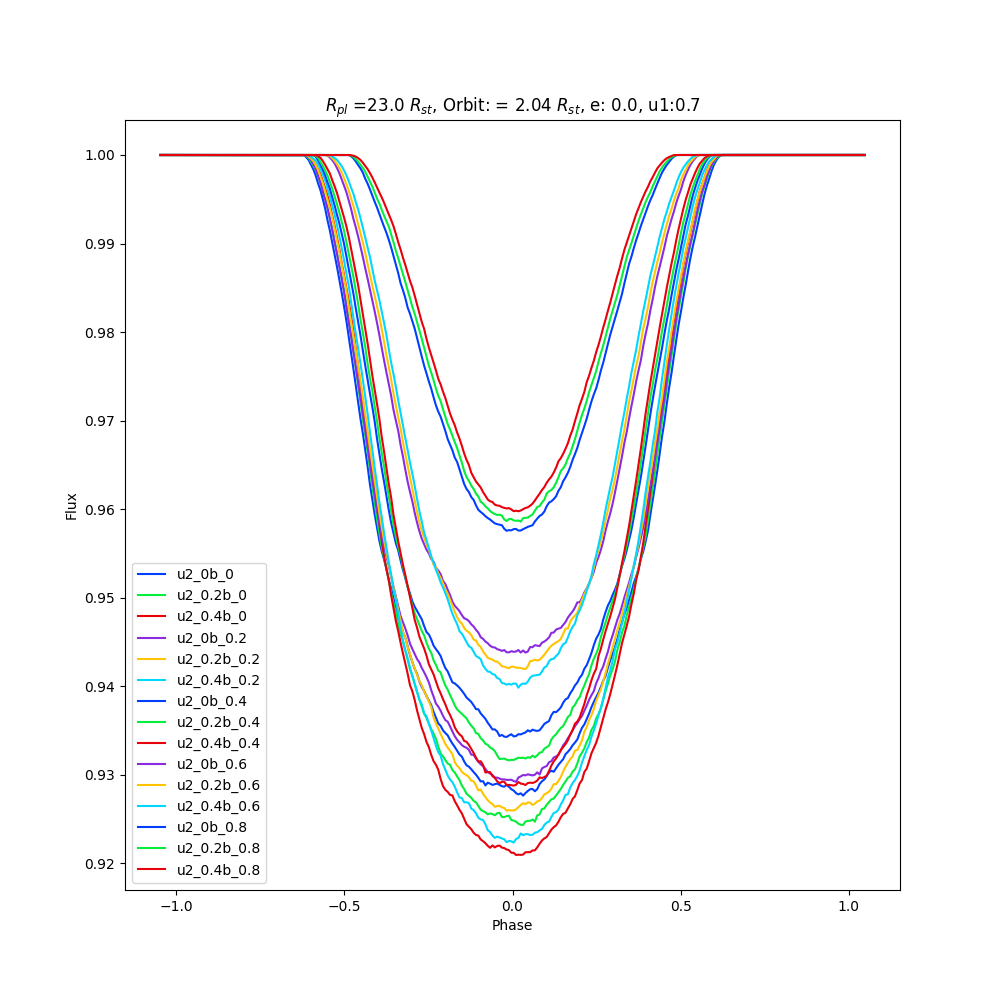 R_pl =23.0 R_st, Orbit: = 2.04 R_st, e: 0.0, u1:0.7
1.00
0.99
0.98
0.97
0.96
0.95
0.94
0.93
0.92
Flux
u2_0b_0
u2_0.2b_0
u2_0.4b_0
u2_0b_0.2
u2_0.2b_0.2
u2_0.4b_0.2
u2_0b_0.4
u2_0.2b_0.4
u2_0.4b_0.4
u2_0b_0.6
u2_0.2b_0.6
u2_0.4b_0.6
u2_0b_0.8
u2_0.2b_0.8
u2_0.4b_0.8
−1.0 −0.5 0.0 0.5 1.0
Phase